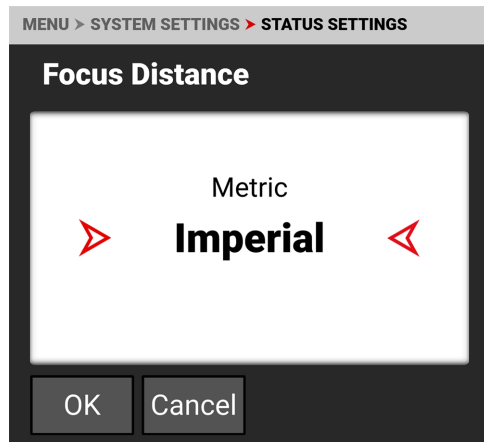 MENU > SYSTEM SETTINGS > STATUS SETTINGS
Focus Distance
Metric
Imperial
OK Cancel